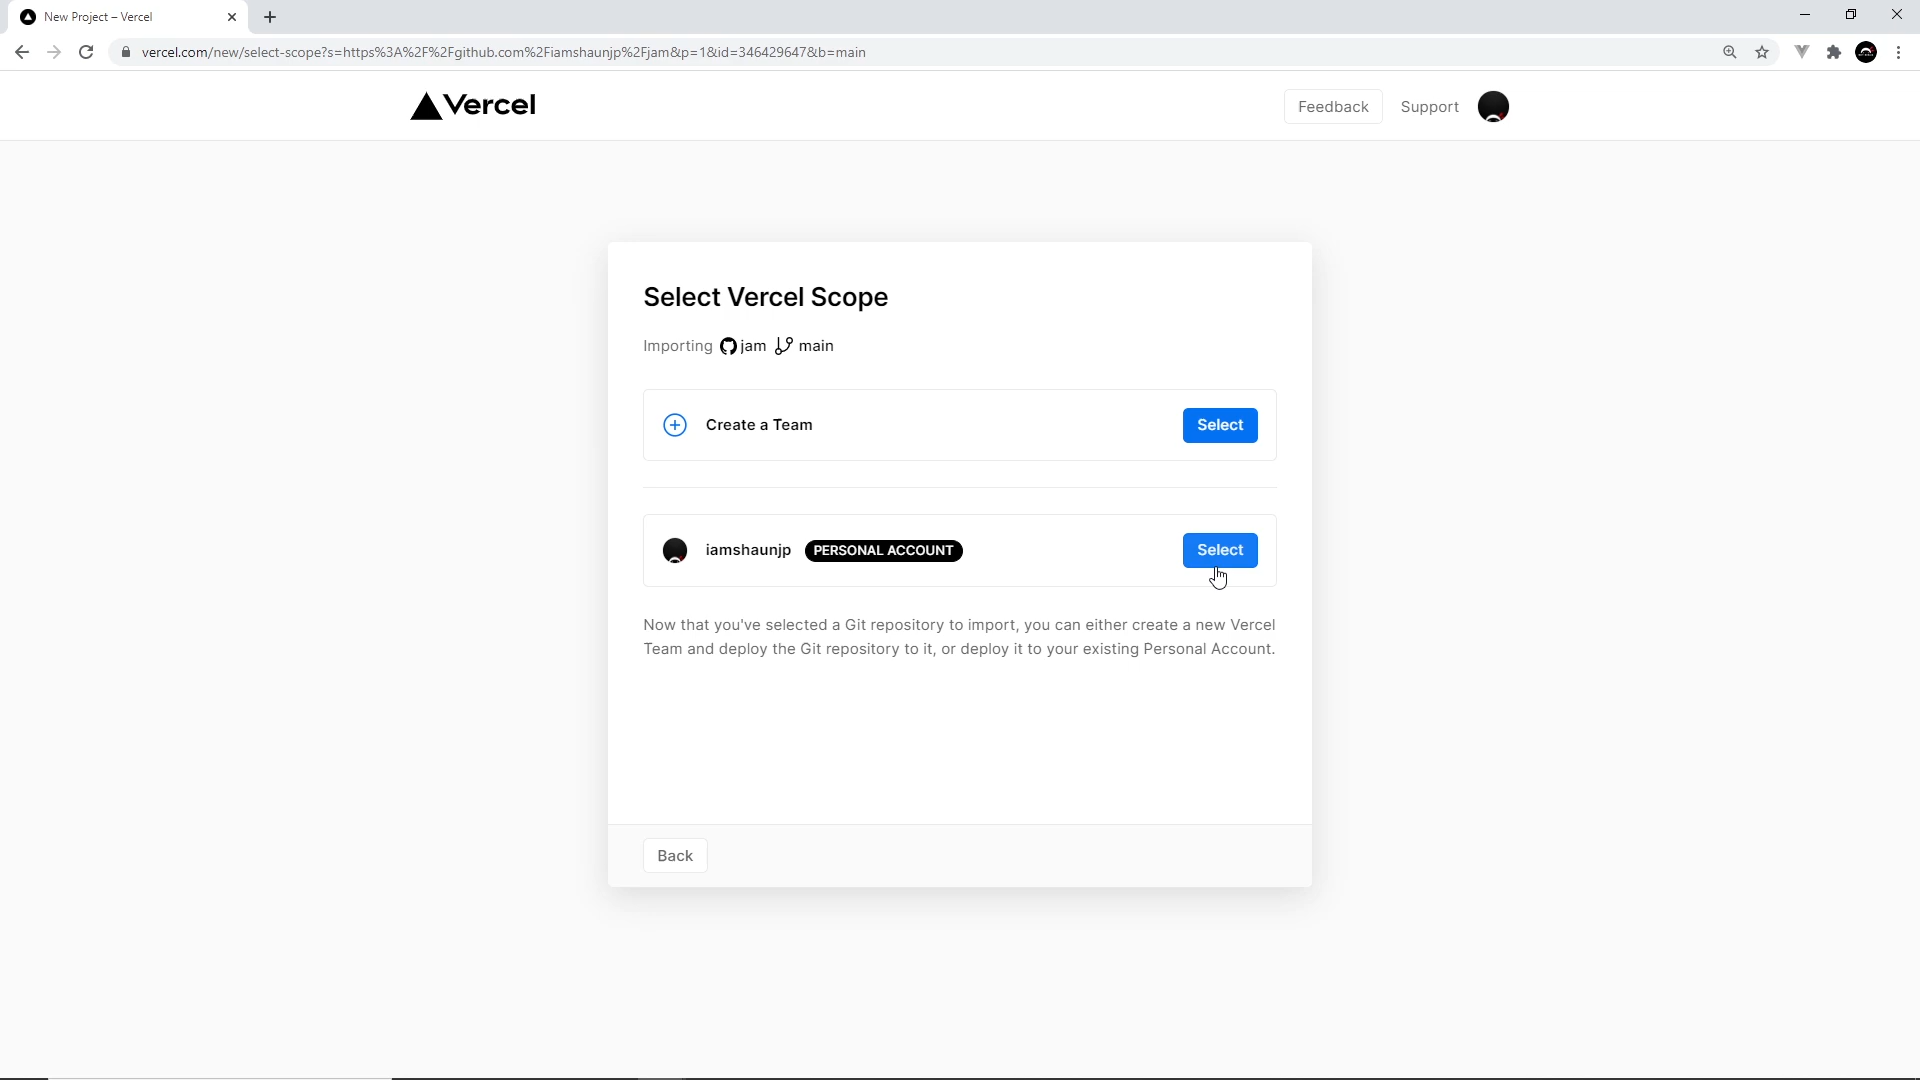 New Project – Vercel
vercel.com/new/select-scope?s=https%3A%2F%2Fgithub.com%2Fiamshaunjp%2Fjam&p=1&id=346429647&b=main
Vercel
Feedback
Support
Select Vercel Scope
Importing jam main
Create a Team
Select
iamshaunjp PERSONAL ACCOUNT
Select
Now that you've selected a Git repository to import, you can either create a new Vercel
Team and deploy the Git repository to it, or deploy it to your existing Personal Account.
Back